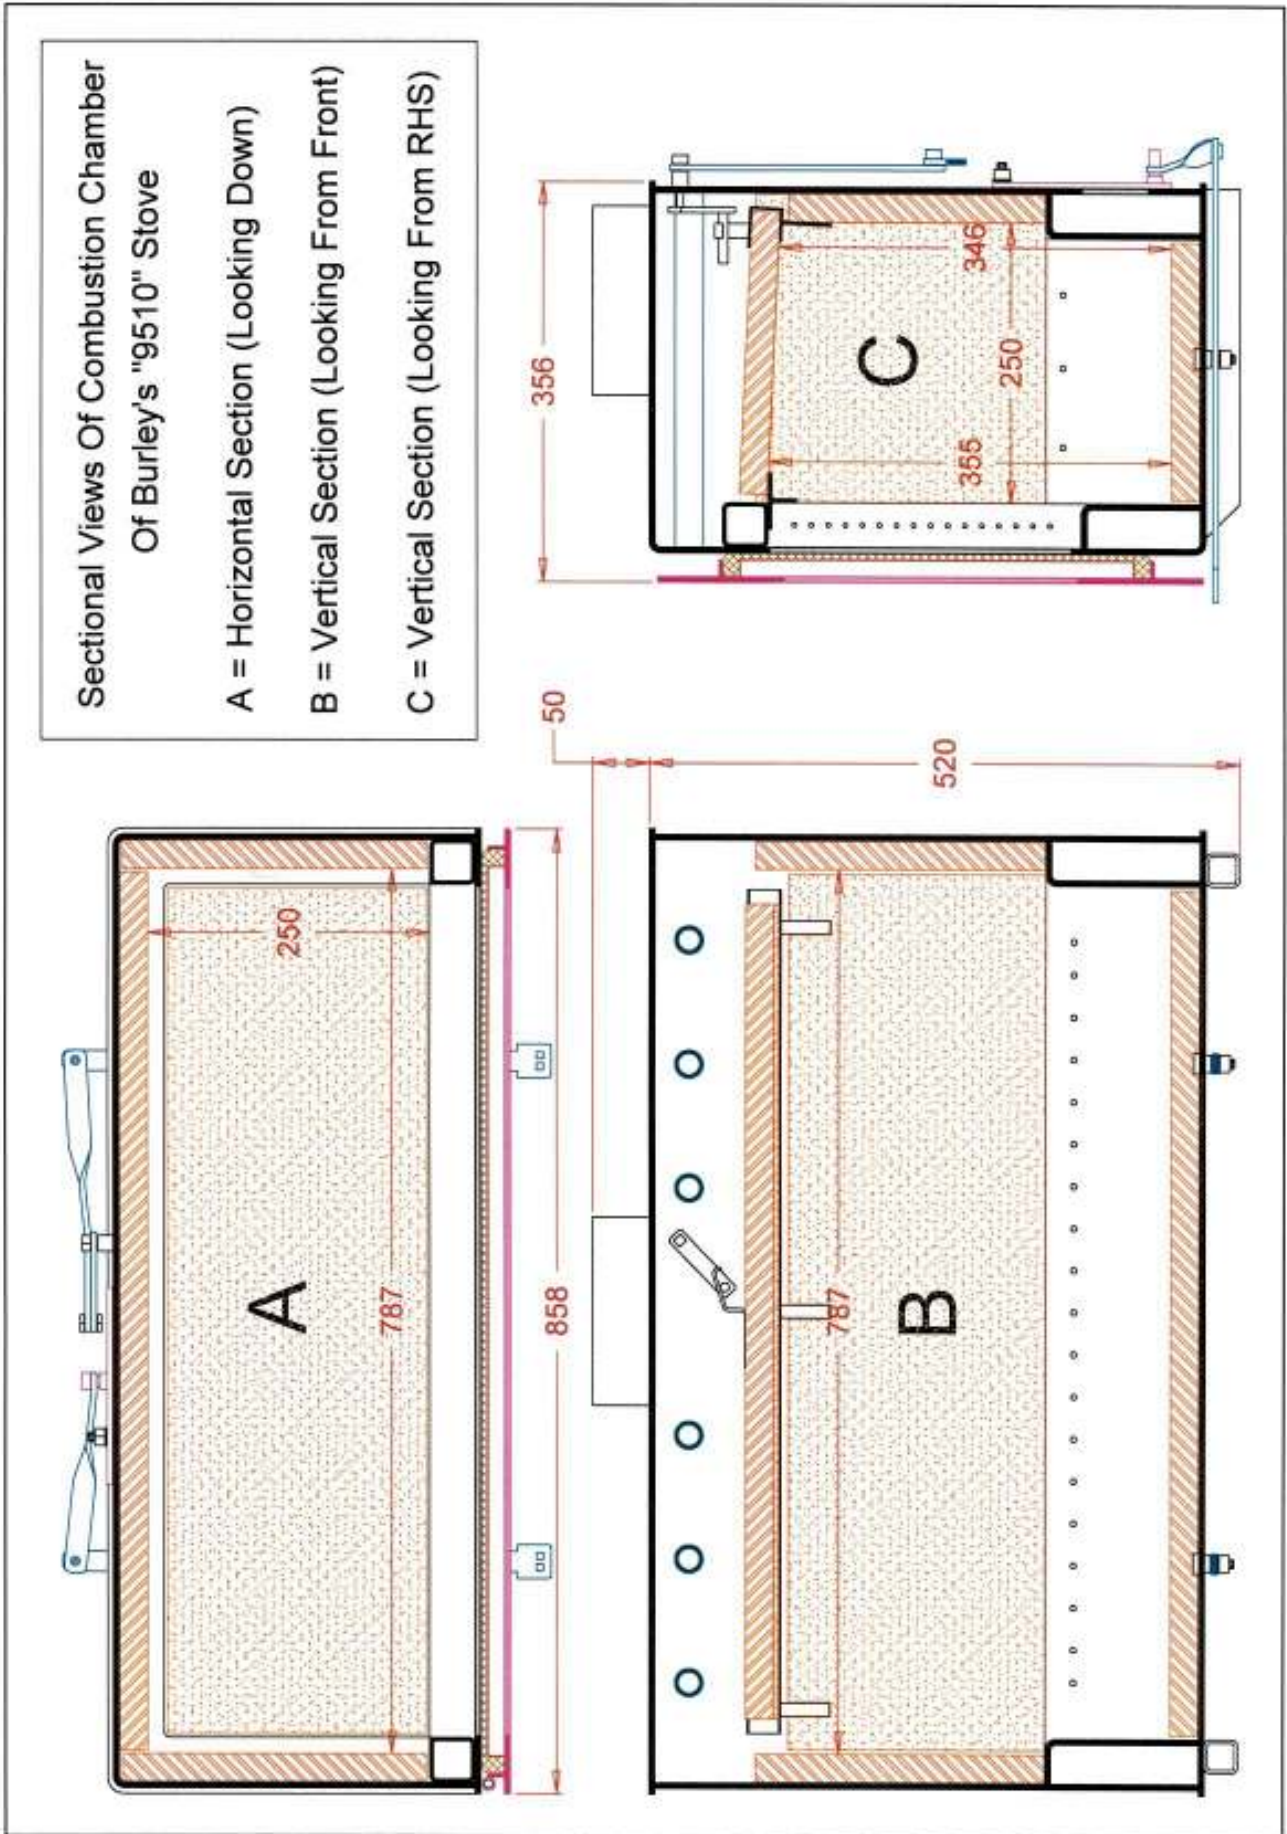 Sectional Views Of Combustion Chamber
Of Burley's "9510" Stove
A = Horizontal Section (Looking Down)
B = Vertical Section (Looking From Front)
C = Vertical Section (Looking From RHS)
A
250
787
858
50
520
B
787
356
C
346
250
355